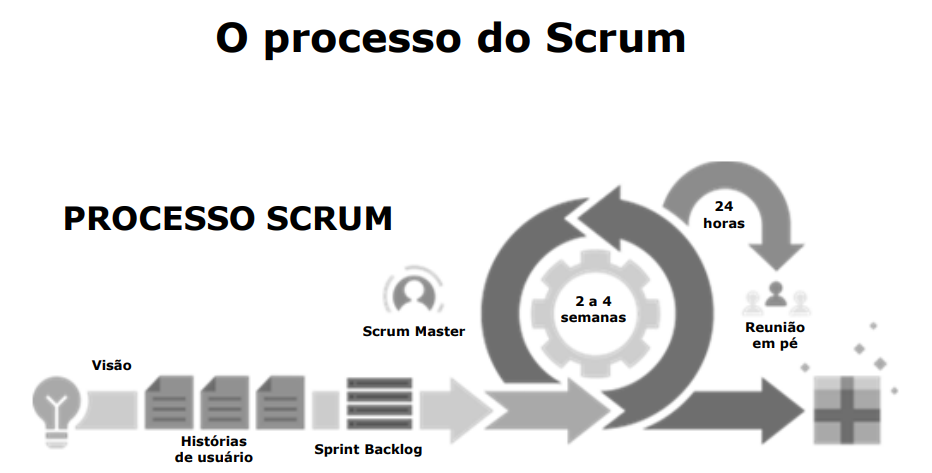 O processo do Scrum
PROCESSO SCRUM
24
horas
2 a 4
semanas
Scrum Master
Reunião
em pé
Visão
Histórias
de usuário
Sprint Backlog